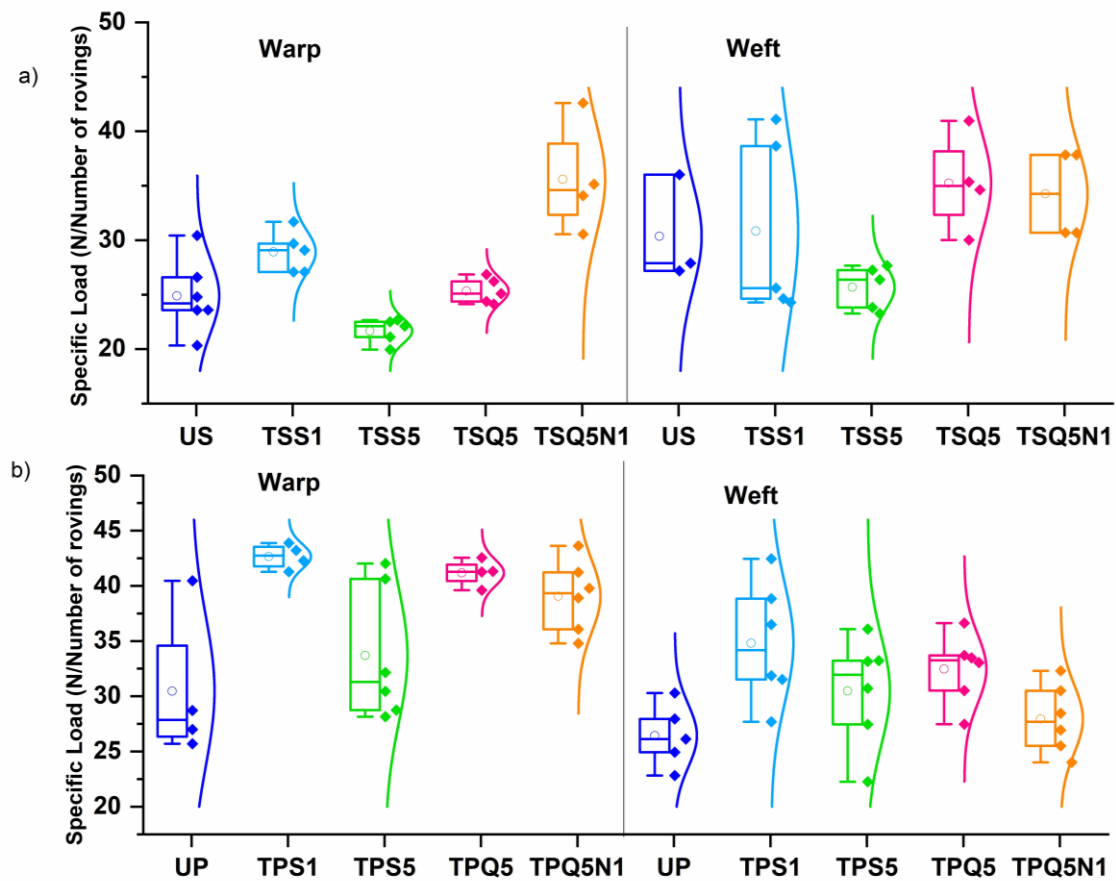 a)
Specific Load (N/Number of rovings)
50
40
30
20
Warp
Weft
US TSS1 TSS5 TSQ5 TSQ5N1 US TSS1 TSS5 TSQ5 TSQ5N1
b)
Specific Load (N/Number of rovings)
50
45
40
35
30
25
20
Warp
Weft
UP TPS1 TPS5 TPQ5 TPQ5N1 UP TPS1 TPS5 TPQ5 TPQ5N1